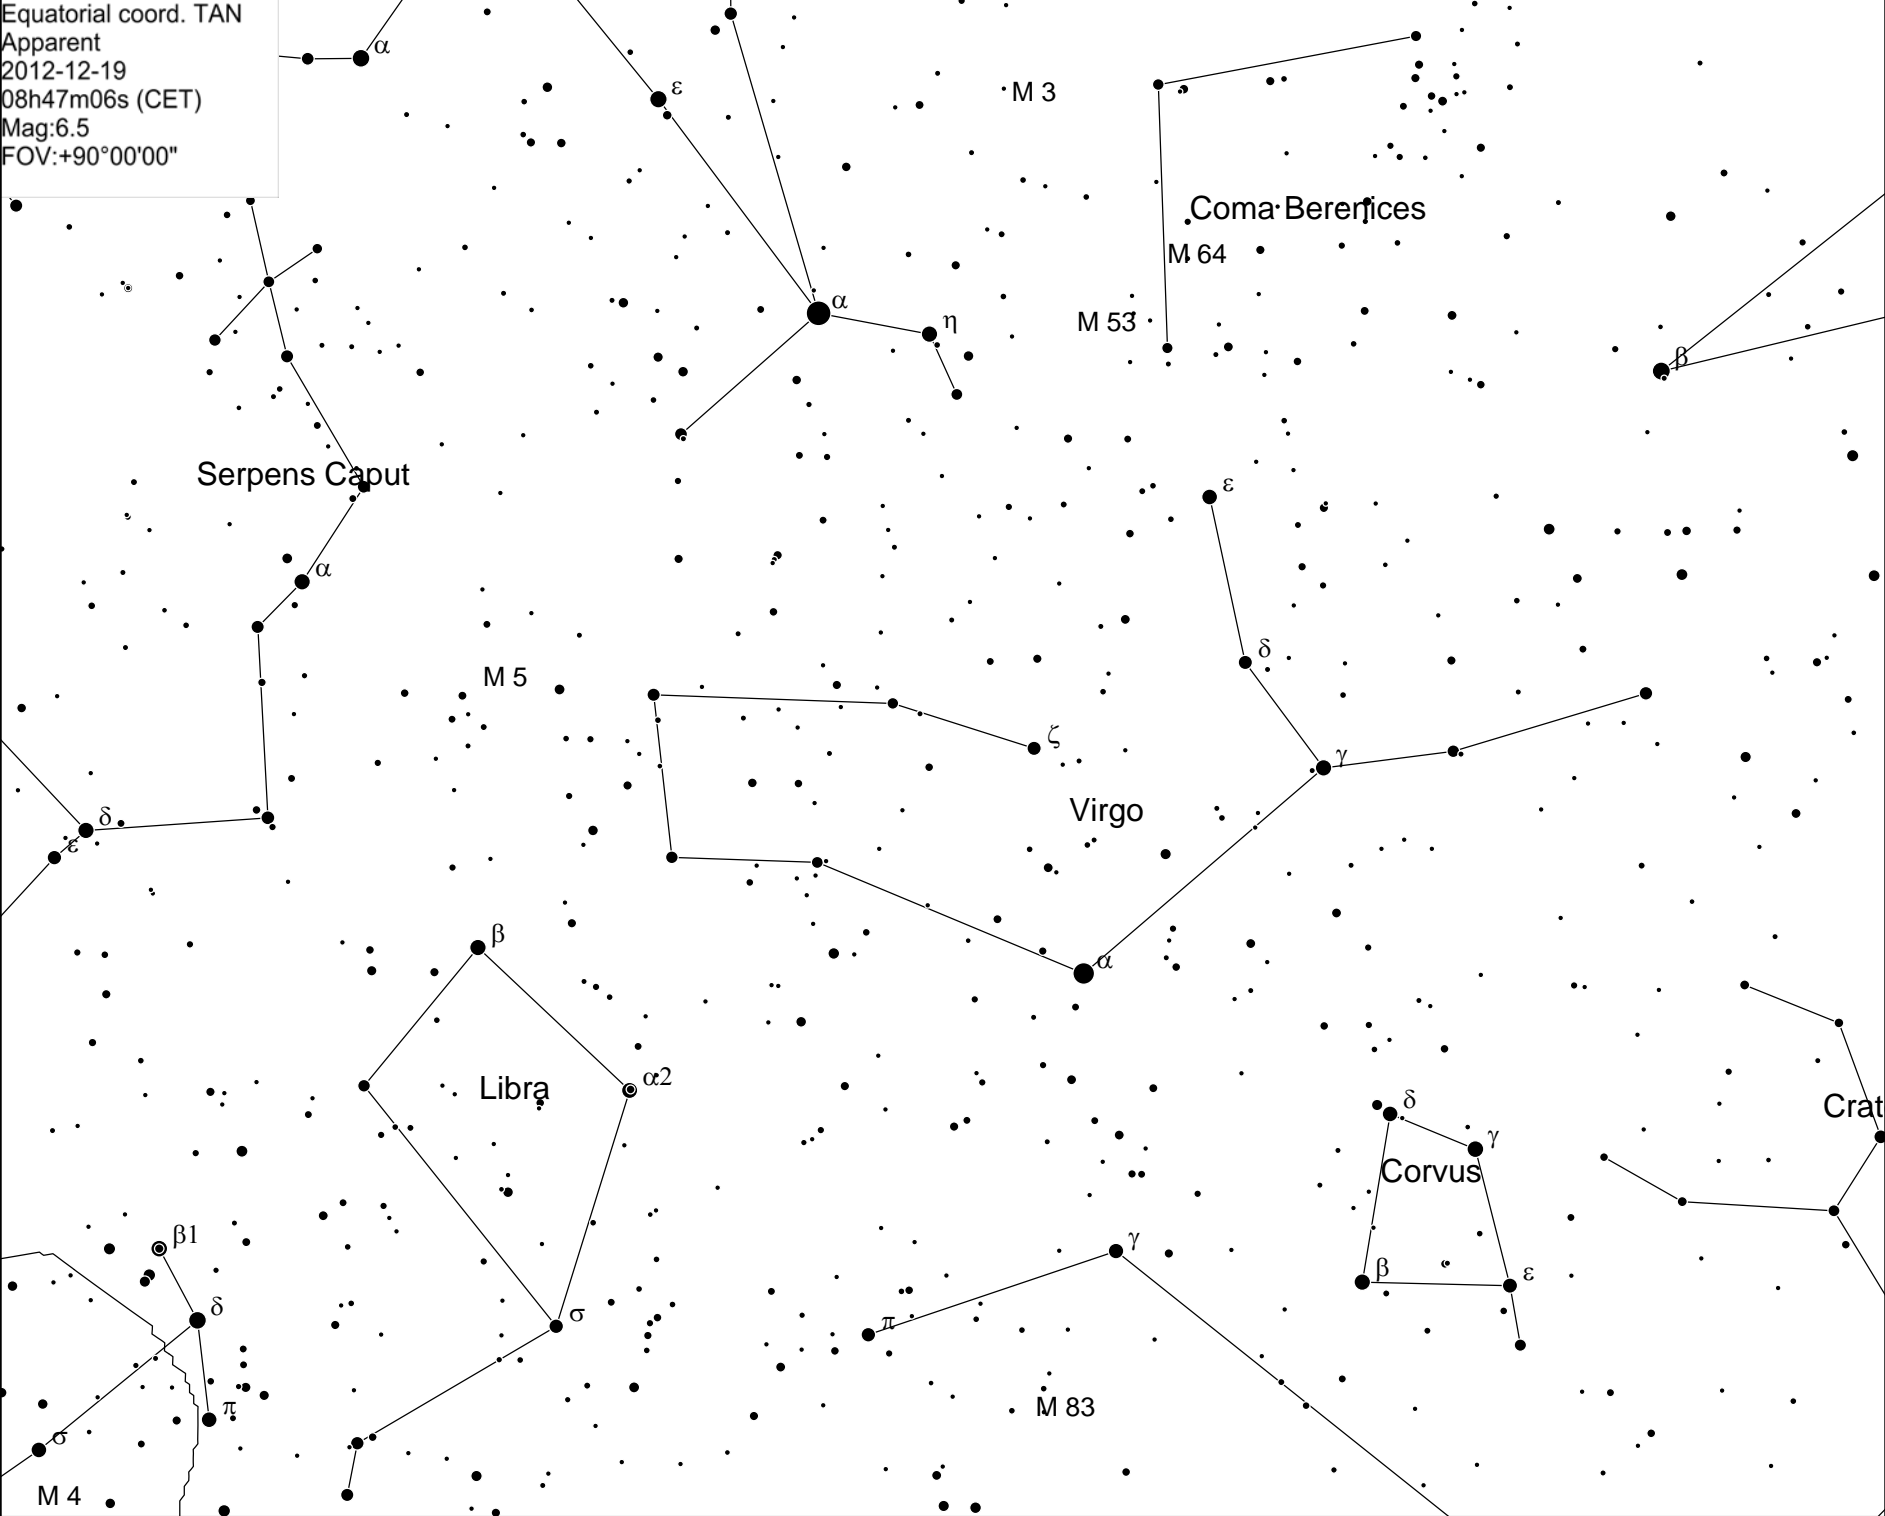 Equatorial coord. TAN
Apparent
2012-12-19
08h47m06s (CET)
Mag:6.5
FOV:+90°00'00"
α
ε
M 3
Coma Berenices
M 64
α
η
M 53
β
Serpens Caput
ε
α
δ
M 5
ζ
γ
Virgo
δ
ε
β
α
α2
Libra
δ
Crat
γ
Corvus
β1
γ
β
ε
δ
σ
π
π
M 83
σ
M 4